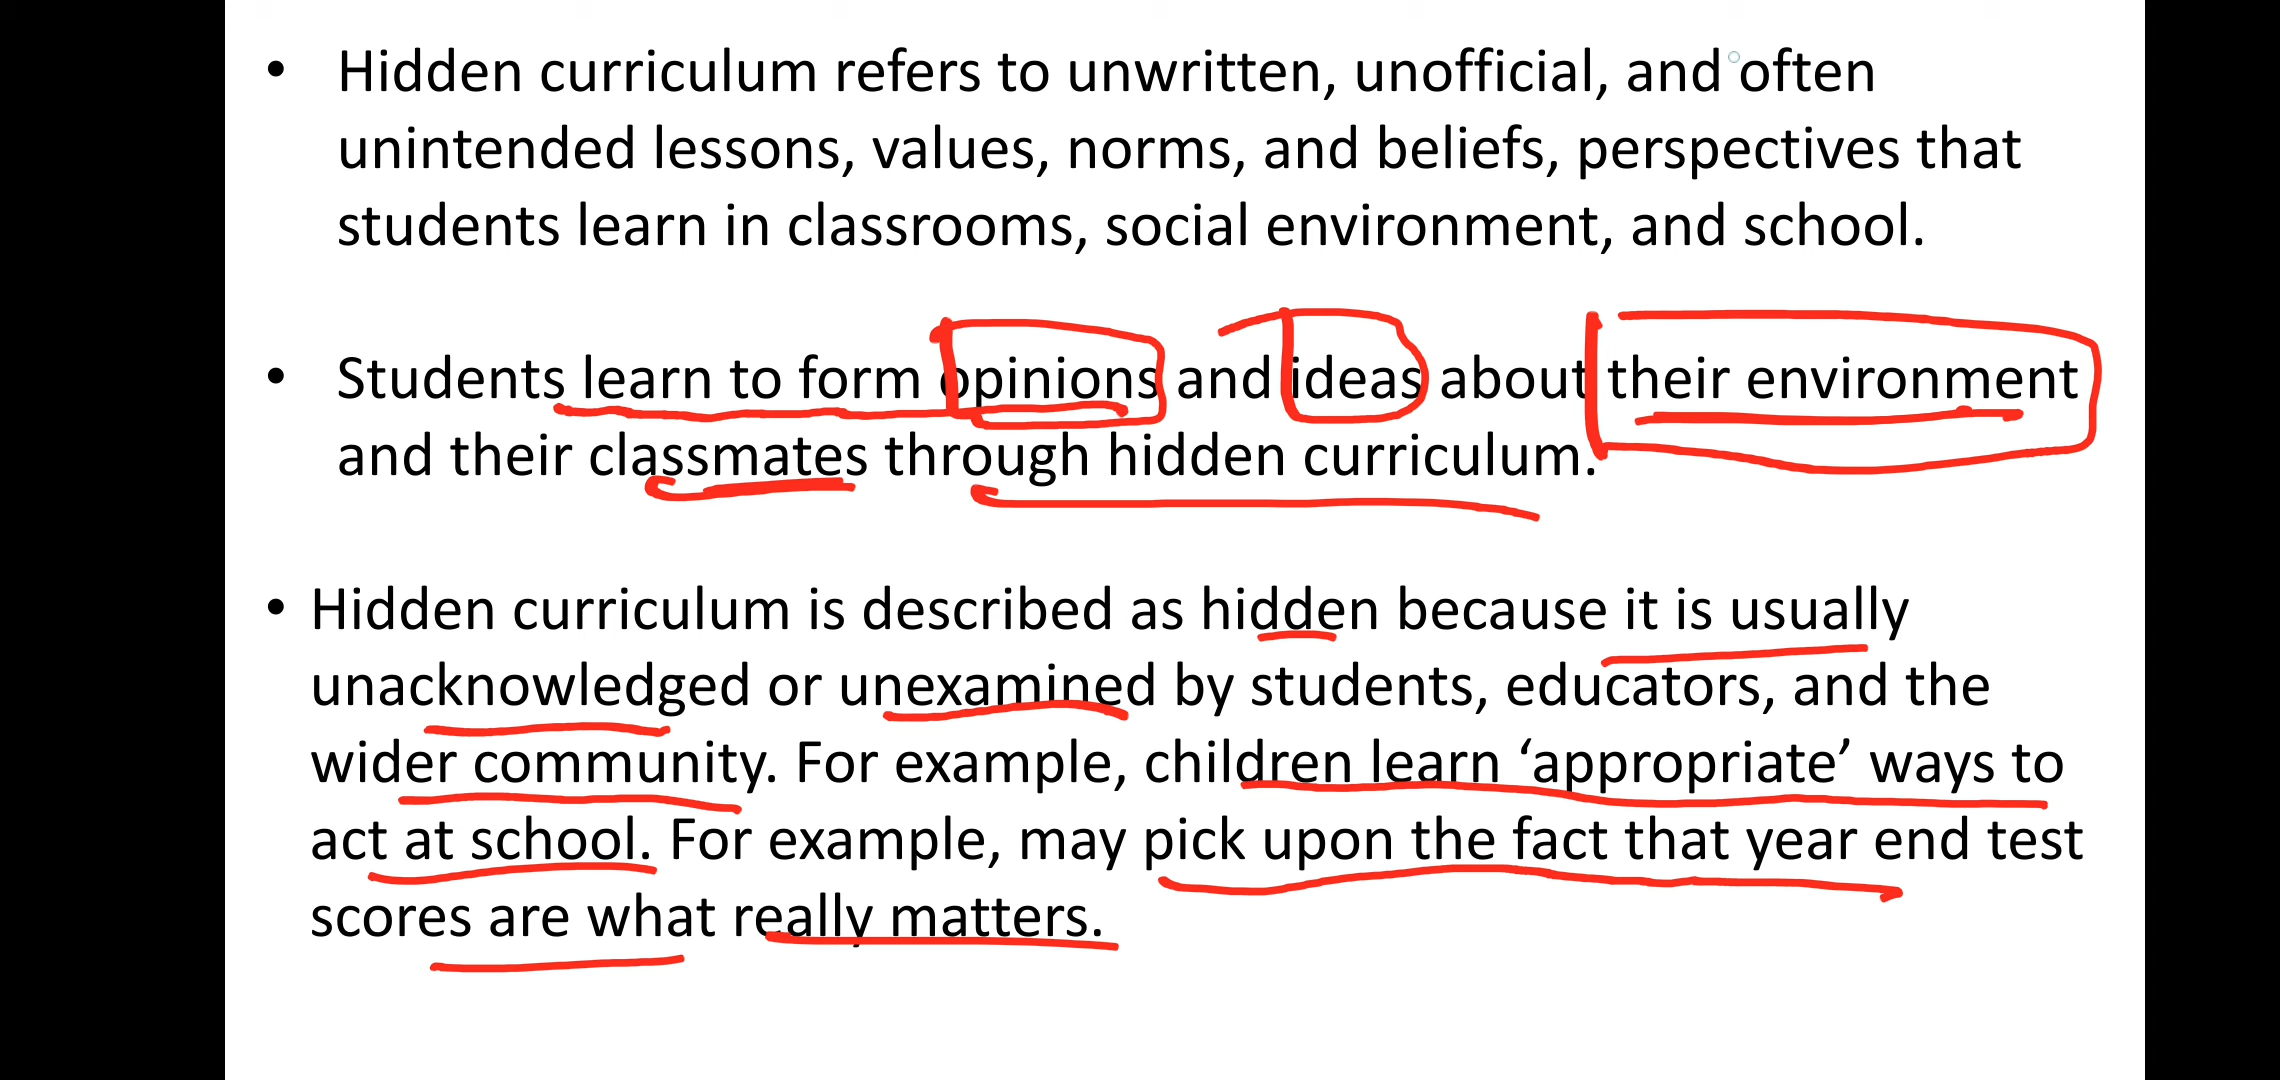 • Hidden curriculum refers to unwritten, unofficial, and often
unintended lessons, values, norms, and beliefs, perspectives that
students learn in classrooms, social environment, and school.
• Students learn to form opinions and ideas about their environment
and their classmates through hidden curriculum.
• Hidden curriculum is described as hidden because it is usually
unacknowledged or unexamined by students, educators, and the
wider community. For example, children learn ‘appropriate’ ways to
act at school. For example, may pick upon the fact that year end test
scores are what really matters.